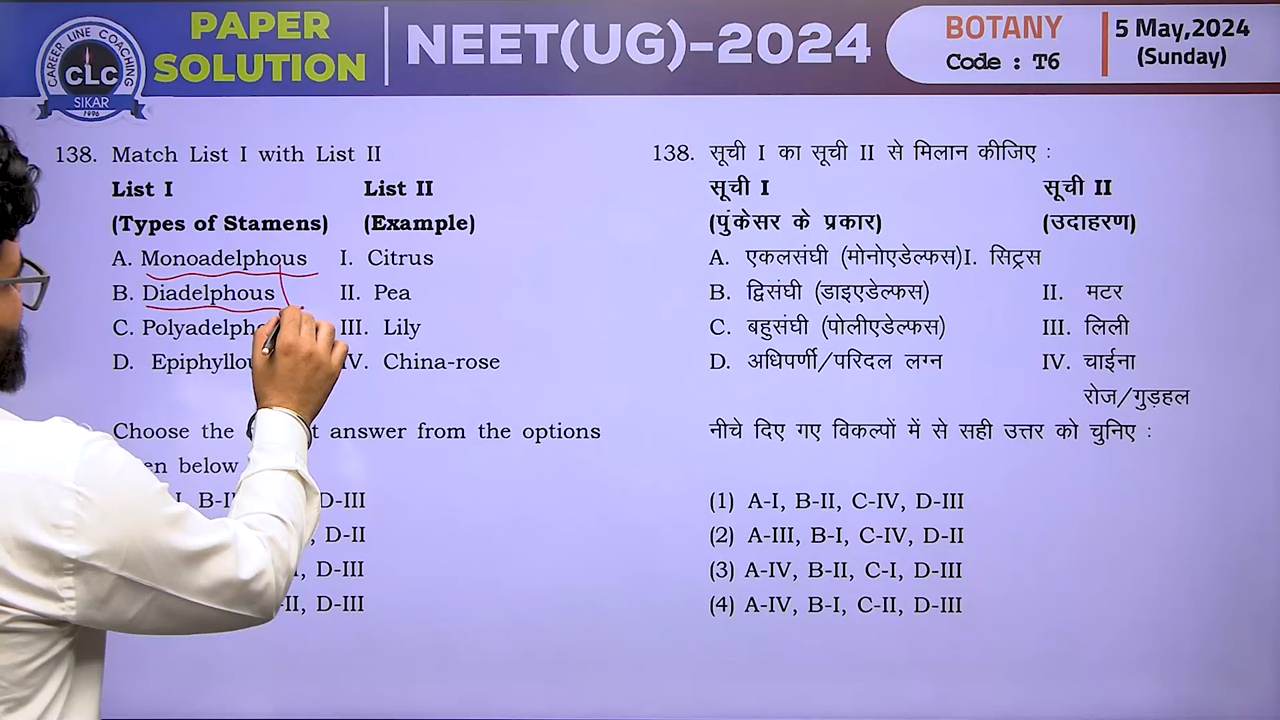 CAREER LINE COACHING
CLC
SIKAR
1996
PAPER
SOLUTION
NEET(UG)-2024
BOTANY
Code : T6
5 May,2024
(Sunday)
138. Match List I with List II
List I List II
(Types of Stamens) (Example)
A. Monoadelphous I. Citrus
B. Diadelphous II. Pea
C. III. Lily
D. China-rose
Choose the answer from the options
below
D-III
, D-II
, D-III
D-III
138. सूची I का सूची II से मिलान कीजिए :
सूची I सूची II
(पुंकेसर के प्रकार) (उदाहरण)
A. एकलसंघी (मोनोएडेल्फस)I. सिट्रस
B. द्विसंघी (डाइएडेल्फस) II. मटर
C. बहुसंघी (पोलीएडेल्फस) III. लिली
D. अधिपर्णी/परिदल लग्न IV. चाईना
रोज/गुड़हल
नीचे दिए गए विकल्पों में से सही उत्तर को चुनिए :
(1) A-I, B-II, C-IV, D-III
(2) A-III, B-I, C-IV, D-II
(3) A-IV, B-II, C-I, D-III
(4) A-IV, B-I, C-II, D-III